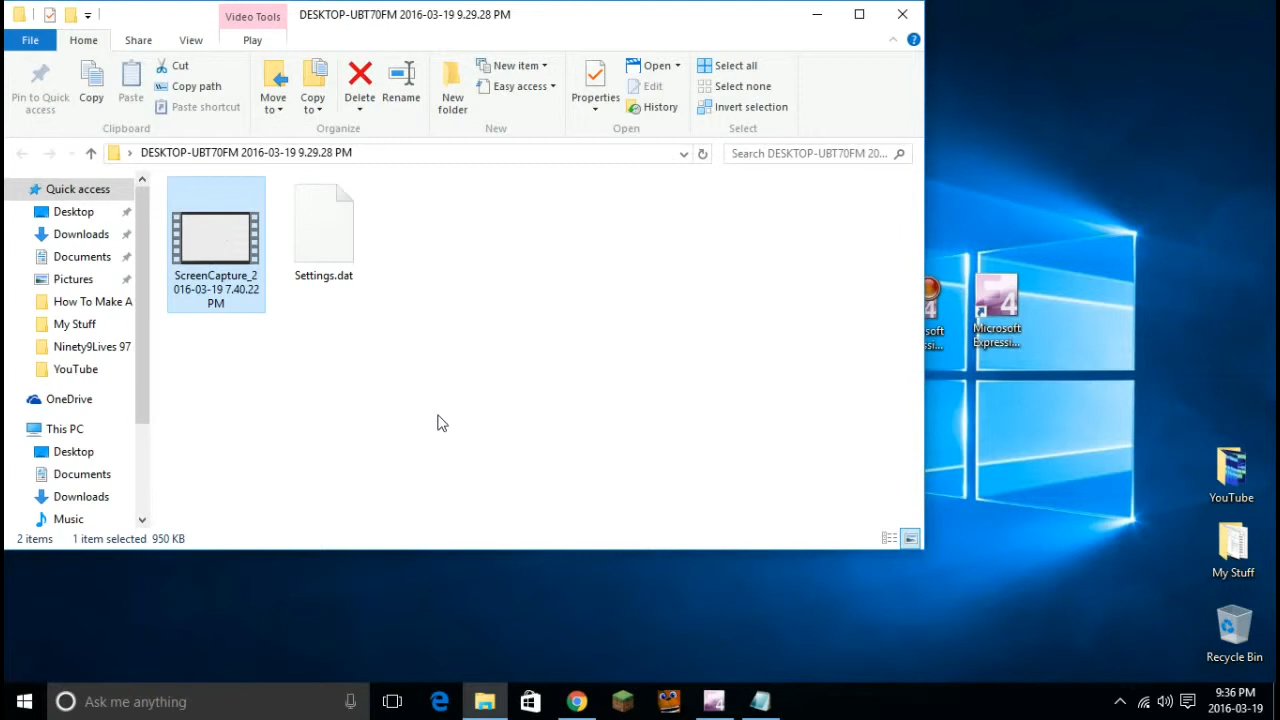 Video Tools
DESKTOP-UBT70FM 2016-03-19 9.29.28 PM
File
Home
Share
View
Play
Pin to Quick access
Copy
Paste
Cut
Copy path
Paste shortcut
Clipboard
Move to
Copy to
Delete
Rename
Organize
New folder
New item
Easy access
New
Properties
Open
Edit
History
Open
Select all
Select none
Invert selection
Select
DESKTOP-UBT70FM 2016-03-19 9.29.28 PM
Search DESKTOP-UBT70FM 20...
Quick access
Desktop
Downloads
Documents
Pictures
How To Make A
My Stuff
Ninety9Lives 97
YouTube
OneDrive
This PC
Desktop
Documents
Downloads
Music
ScreenCapture_2
016-03-19 7.40.22
PM
Settings.dat
2 items
1 item selected 950 KB
soft
si...
Microsoft
Expressi...
YouTube
My Stuff
Recycle Bin
Ask me anything
9:36 PM
2016-03-19